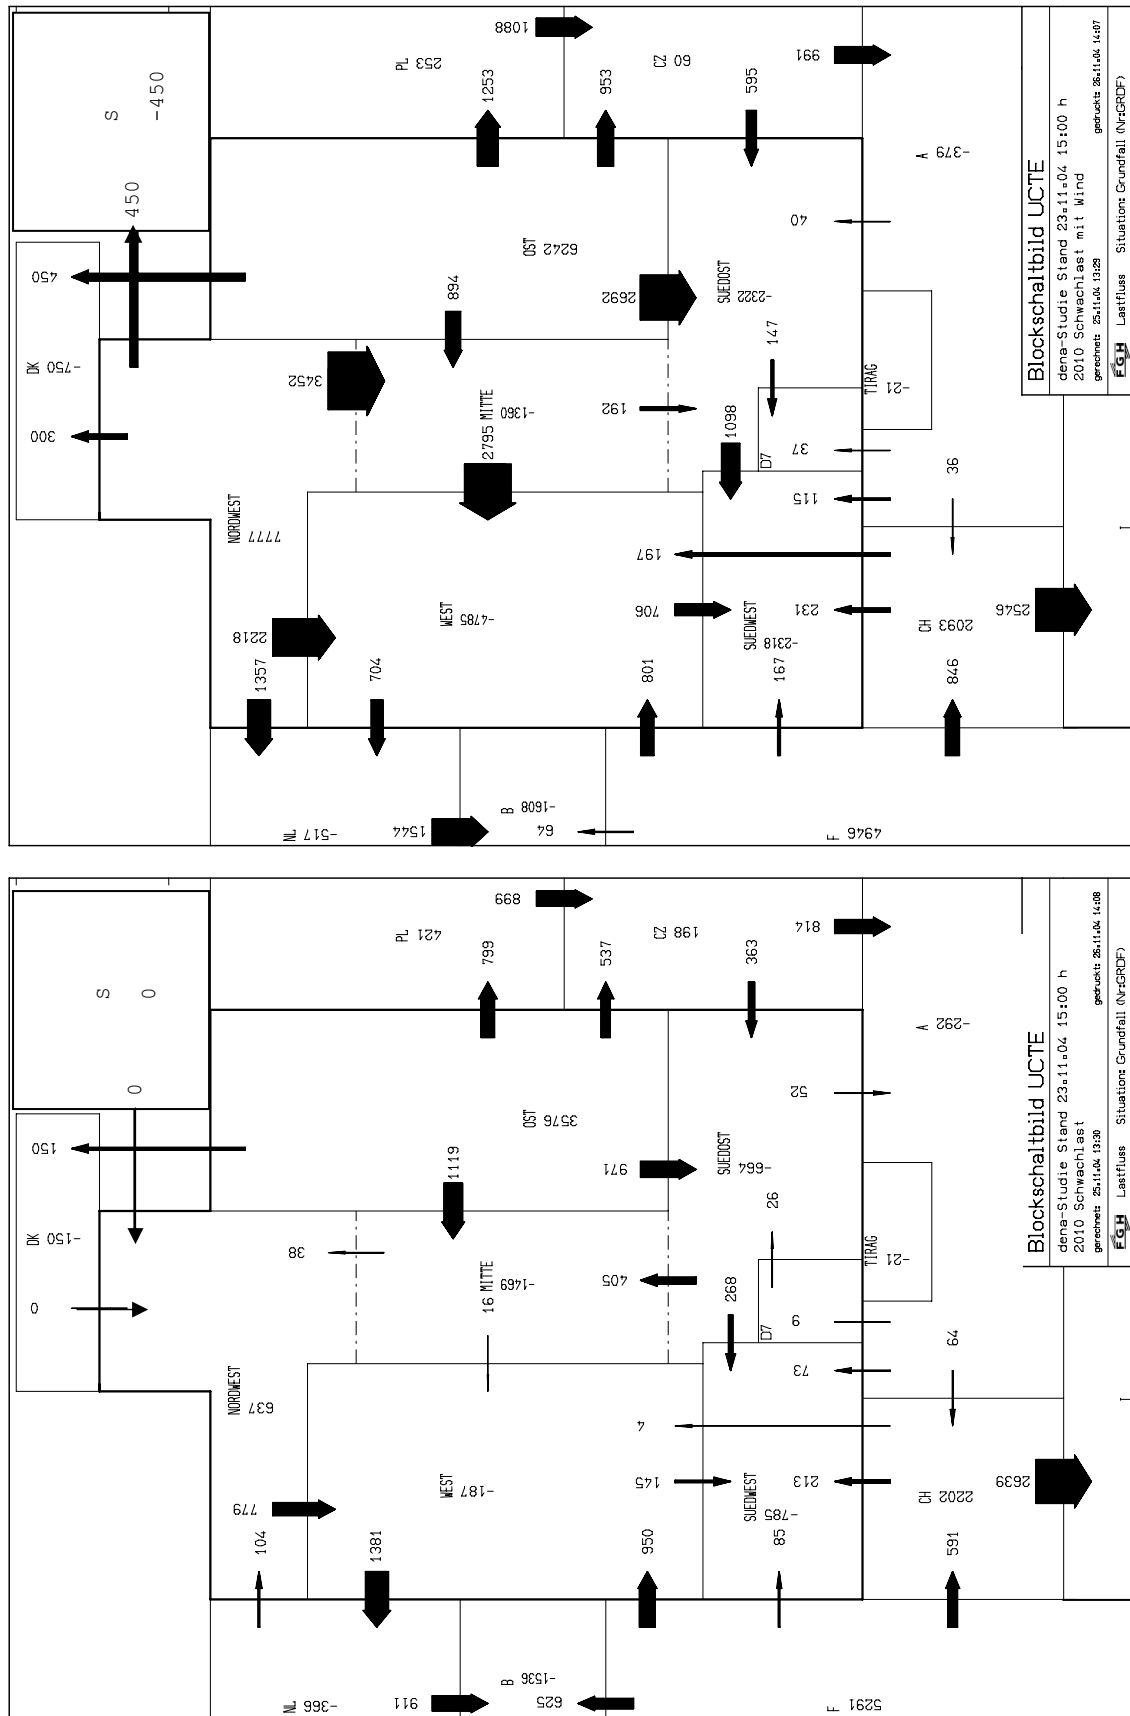 S
-450
450
450
DK
-750
300
1088
PL
253
1253
CZ
60
953
595
991
A
-379
OST
6242
894
2692
SUEDOST
-2322
40
147
3452
2795
MITTE
-1360
192
1098
D7
37
TIRAG
-21
NORDWEST
7777
115
36
197
WEST
-4785
2218
706
SUEDWEST
-2318
231
CH
2093
2546
1357
704
801
167
846
NL
-517
1544
B
-1608
64
F
4946
I
Blockschaltbild UCTE
dena-Studie Stand 23.11.04 15:00 h
2010 Schwachlast mit Wind
gerechnet: 25.11.04 13:29 gedruckt: 26.11.04 14:07
FGH Lastfluss Situation: Grundfall (Nr:GRDF)
S
0
0
150
DK
-150
0
899
PL
421
799
CZ
198
537
363
814
A
-292
OST
3576
1119
971
SUEDOST
-664
52
26
38
16
MITTE
-1469
405
268
D7
9
TIRAG
-21
NORDWEST
637
73
64
4
WEST
-187
779
145
SUEDWEST
-785
213
CH
2202
2639
104
1381
950
85
591
NL
-366
911
B
-1536
625
F
5291
I
Blockschaltbild UCTE
dena-Studie Stand 23.11.04 15:00 h
2010 Schwachlast
gerechnet: 25.11.04 13:30 gedruckt: 26.11.04 14:08
FGH Lastfluss Situation: Grundfall (Nr:GRDF)